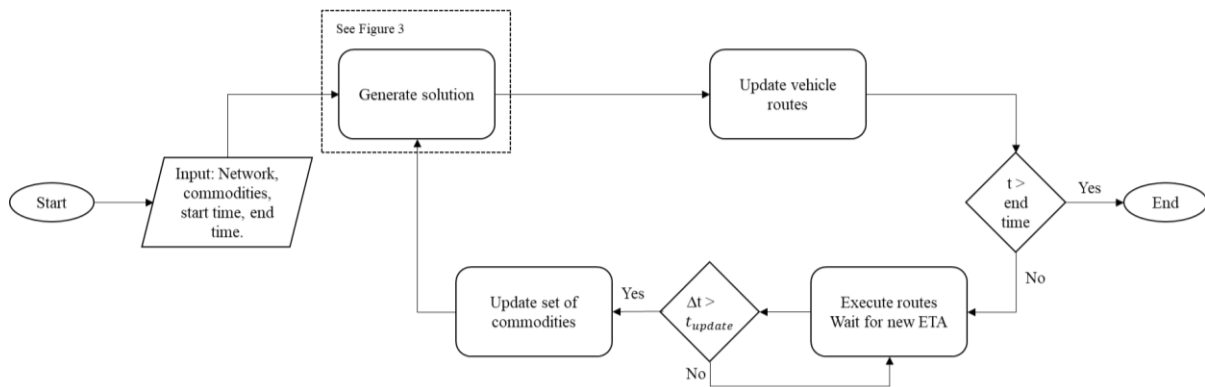 See Figure 3
Generate solution
Update vehicle
routes
Input: Network,
commodities,
start time, end
time.
Start
t >
end
time
Yes
End
No
Execute routes
Wait for new ETA
Δt >
t_update
Yes
No
Update set of
commodities